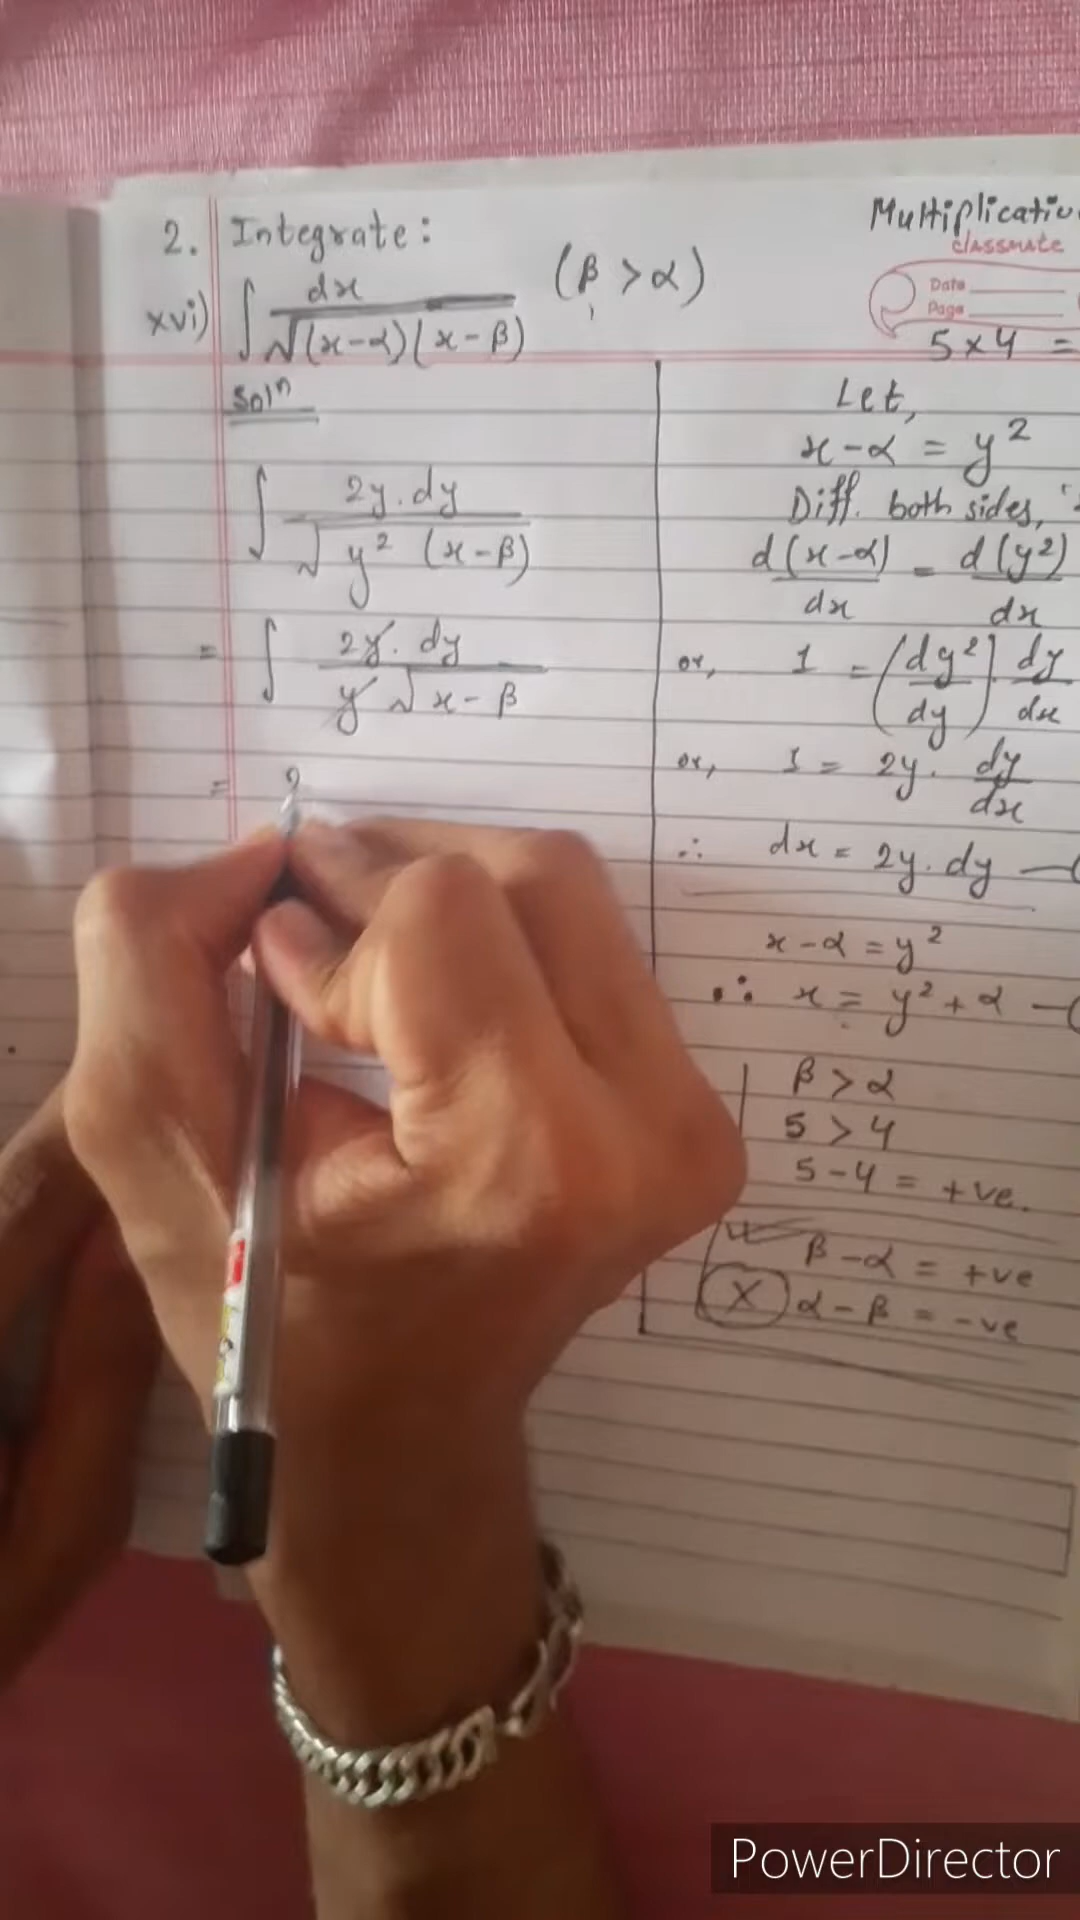 2. Integrate:
xvi) ∫ dx / √(x-α)(x-β) (β > α)
Multiplicativ
classmate
Date
Page
5 x 4 =
Solⁿ
∫ 2y.dy / √y² (x-β)
= ∫ 2y. dy / y √x-β
= 2
Let,
x-α = y²
Diff. both sides,
d(x-α)/dx = d(y²)/dx
or, 1 = (dy²/dy) dy/dx
or, 1 = 2y. dy/dx
∴ dx = 2y.dy — (
x-α = y²
∴ x = y² + α — (
β > α
5 > 4
5-4 = +ve.
β-α = +ve
X α-β = -ve
PowerDirector